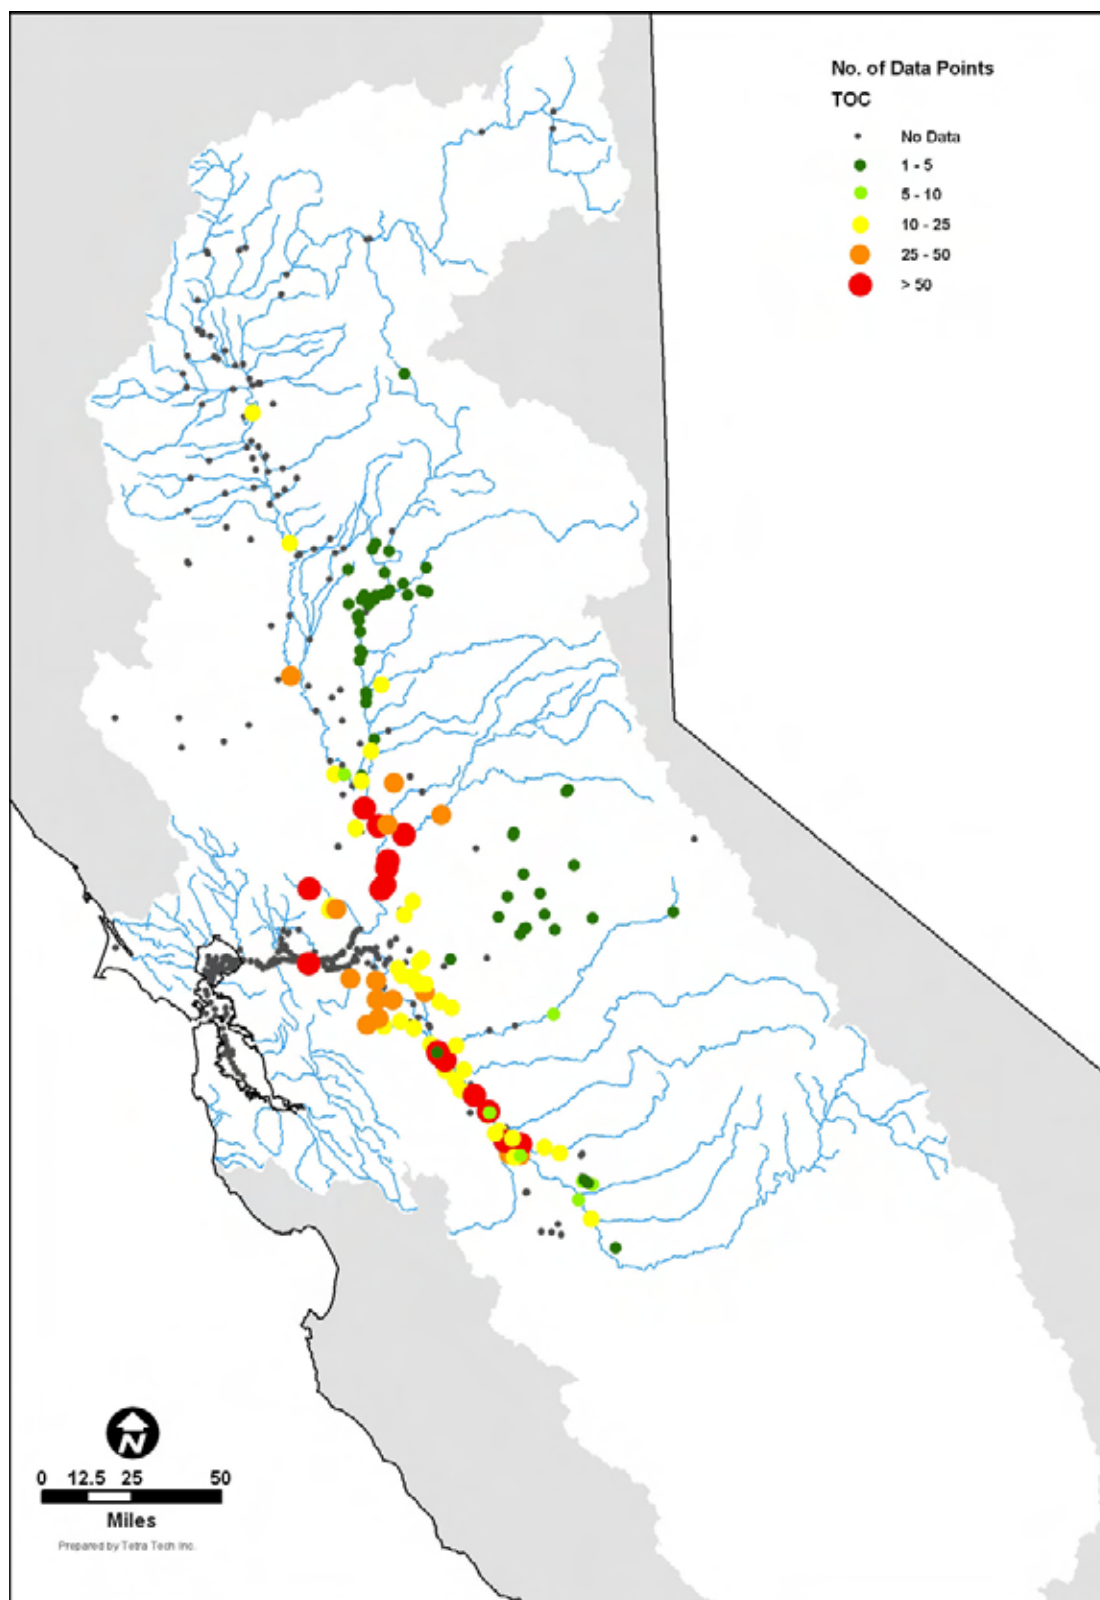 No. of Data Points
TOC
No Data
1 - 5
5 - 10
10 - 25
25 - 50
> 50
N
0 12.5 25 50
Miles
Prepared by Tetra Tech Inc.